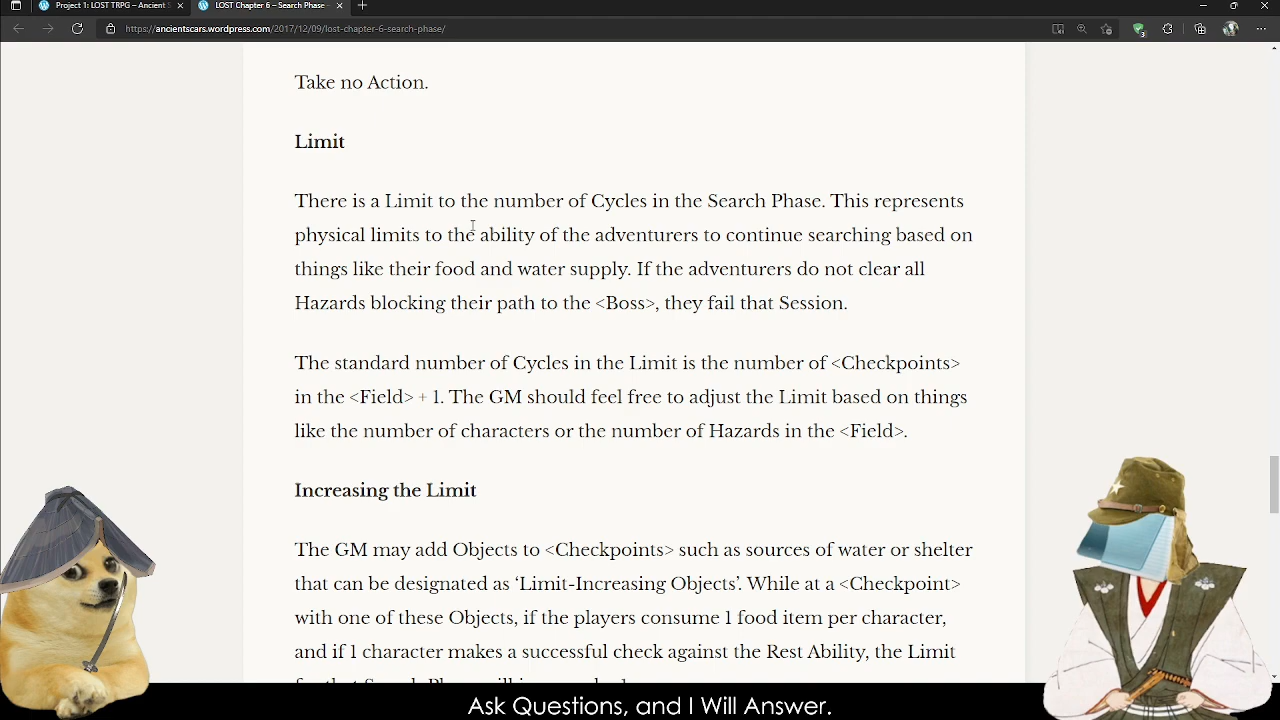 Project 1: LOST TRPG – Ancient S
LOST Chapter 6 – Search Phase –
https://ancientscars.wordpress.com/2017/12/09/lost-chapter-6-search-phase/
Take no Action.
Limit
There is a Limit to the number of Cycles in the Search Phase. This represents
physical limits to the ability of the adventurers to continue searching based on
things like their food and water supply. If the adventurers do not clear all
Hazards blocking their path to the <Boss>, they fail that Session.
The standard number of Cycles in the Limit is the number of <Checkpoints>
in the <Field> + 1. The GM should feel free to adjust the Limit based on things
like the number of characters or the number of Hazards in the <Field>.
Increasing the Limit
The GM may add Objects to <Checkpoints> such as sources of water or shelter
that can be designated as ‘Limit-Increasing Objects’. While at a <Checkpoint>
with one of these Objects, if the players consume 1 food item per character,
and if 1 character makes a successful check against the Rest Ability, the Limit
Ask Questions, and I Will Answer.